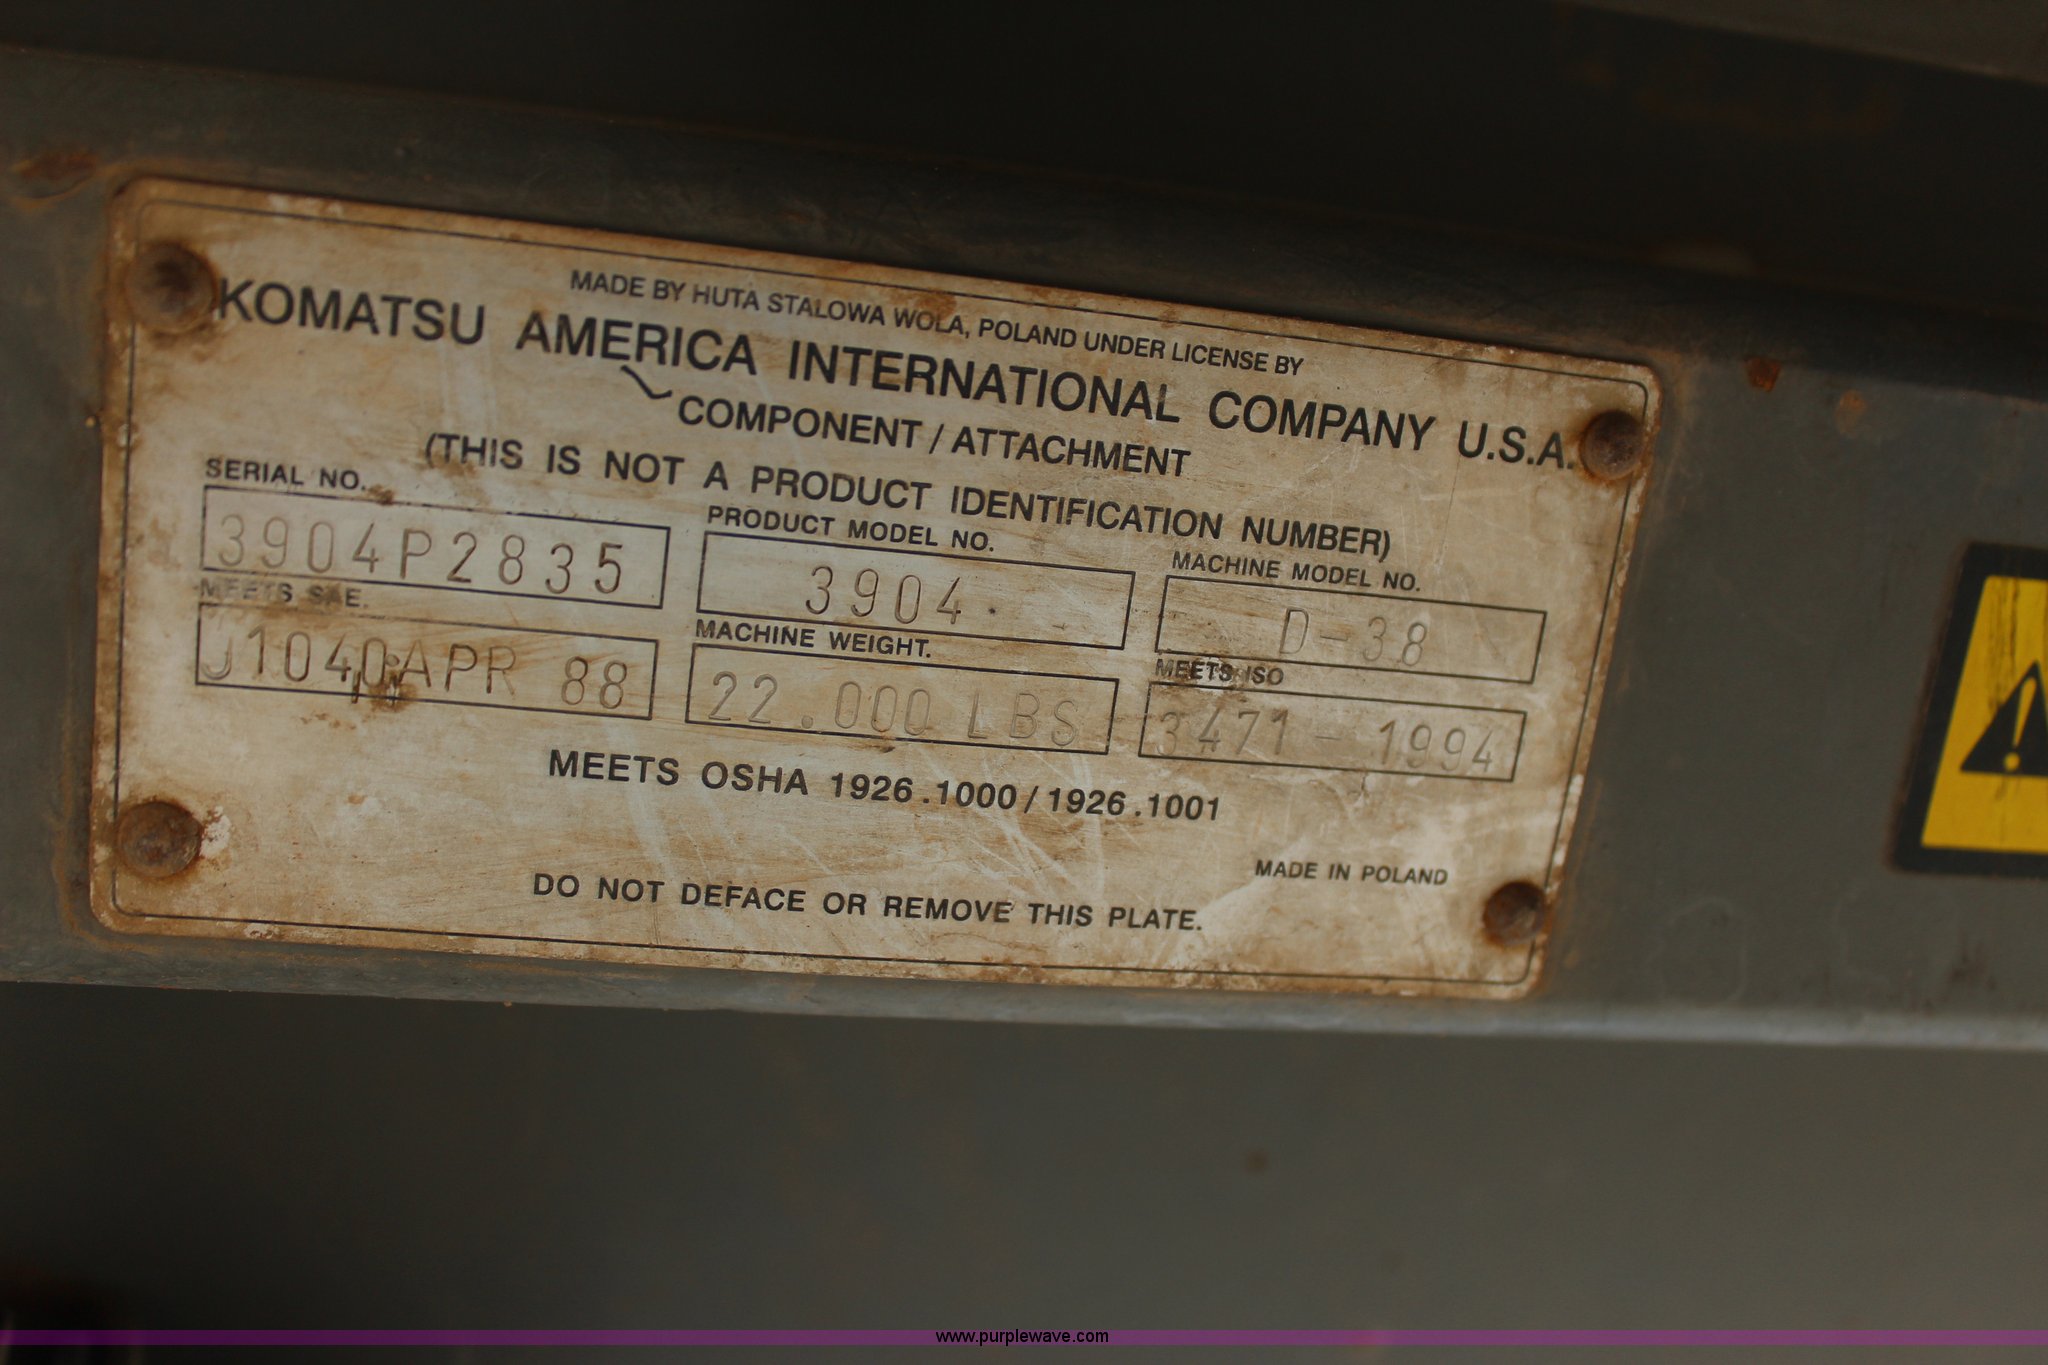 MADE BY HUTA STALOWA WOLA, POLAND UNDER LICENSE BY
KOMATSU AMERICA INTERNATIONAL COMPANY U.S.A.
COMPONENT / ATTACHMENT
(THIS IS NOT A PRODUCT IDENTIFICATION NUMBER)
SERIAL NO. PRODUCT MODEL NO. MACHINE MODEL NO.
3904P2835 3904 D-38
MEETS SAE. MACHINE WEIGHT. MEETS ISO
J1040APR 88 22.000 LBS 3471-1994
MEETS OSHA 1926.1000/1926.1001
MADE IN POLAND
DO NOT DEFACE OR REMOVE THIS PLATE.
www.purplewave.com